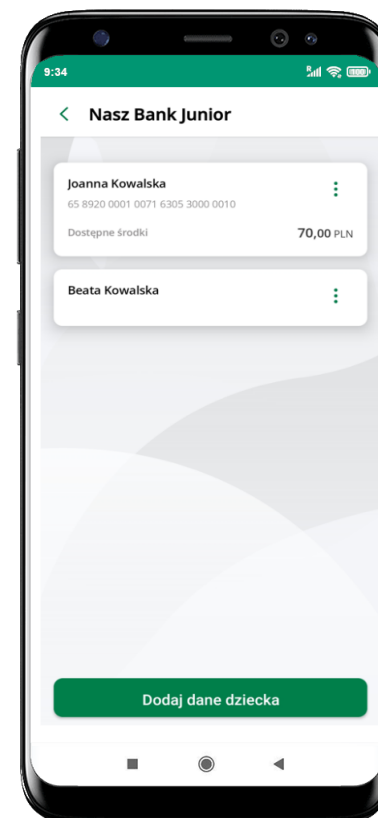 9:34
R
Nasz Bank Junior
Joanna Kowalska
65 8920 0001 0071 6305 3000 0010
Dostępne środki 70,00 PLN
Beata Kowalska
Dodaj dane dziecka